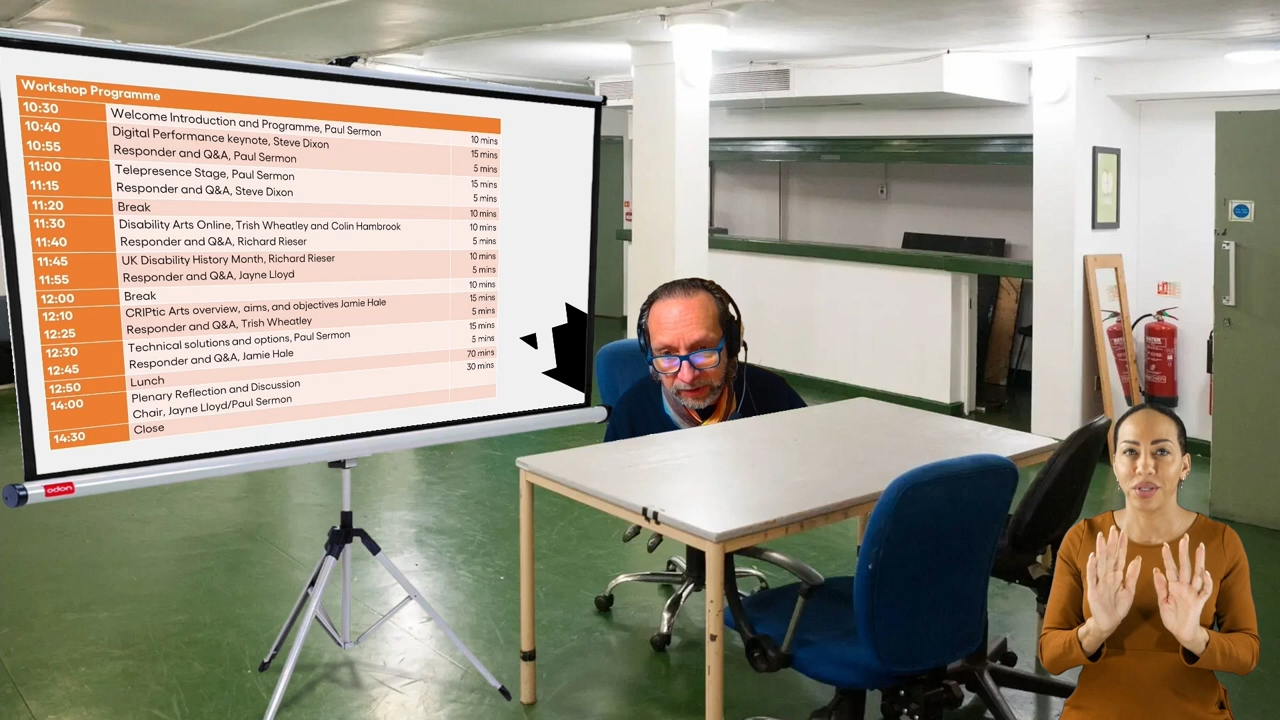 Workshop Programme
10:30 Welcome Introduction and Programme, Paul Sermon 10 mins
10:40 Digital Performance keynote, Steve Dixon 15 mins
10:55 Responder and Q&A, Paul Sermon 5 mins
11:00 Telepresence Stage, Paul Sermon 15 mins
11:15 Responder and Q&A, Steve Dixon 5 mins
11:20 Break 10 mins
11:30 Disability Arts Online, Trish Wheatley and Colin Hambrook 10 mins
11:40 Responder and Q&A, Richard Rieser 5 mins
11:45 UK Disability History Month, Richard Rieser 10 mins
11:55 Responder and Q&A, Jayne Lloyd 5 mins
12:00 Break 10 mins
12:10 CRIPtic Arts overview, aims, and objectives Jamie Hale 15 mins
12:25 Responder and Q&A, Trish Wheatley 5 mins
12:30 Technical solutions and options, Paul Sermon 15 mins
12:45 Responder and Q&A, Jamie Hale 5 mins
12:50 Lunch 70 mins
14:00 Plenary Reflection and Discussion 30 mins
Chair, Jayne Lloyd/Paul Sermon
14:30 Close
odon